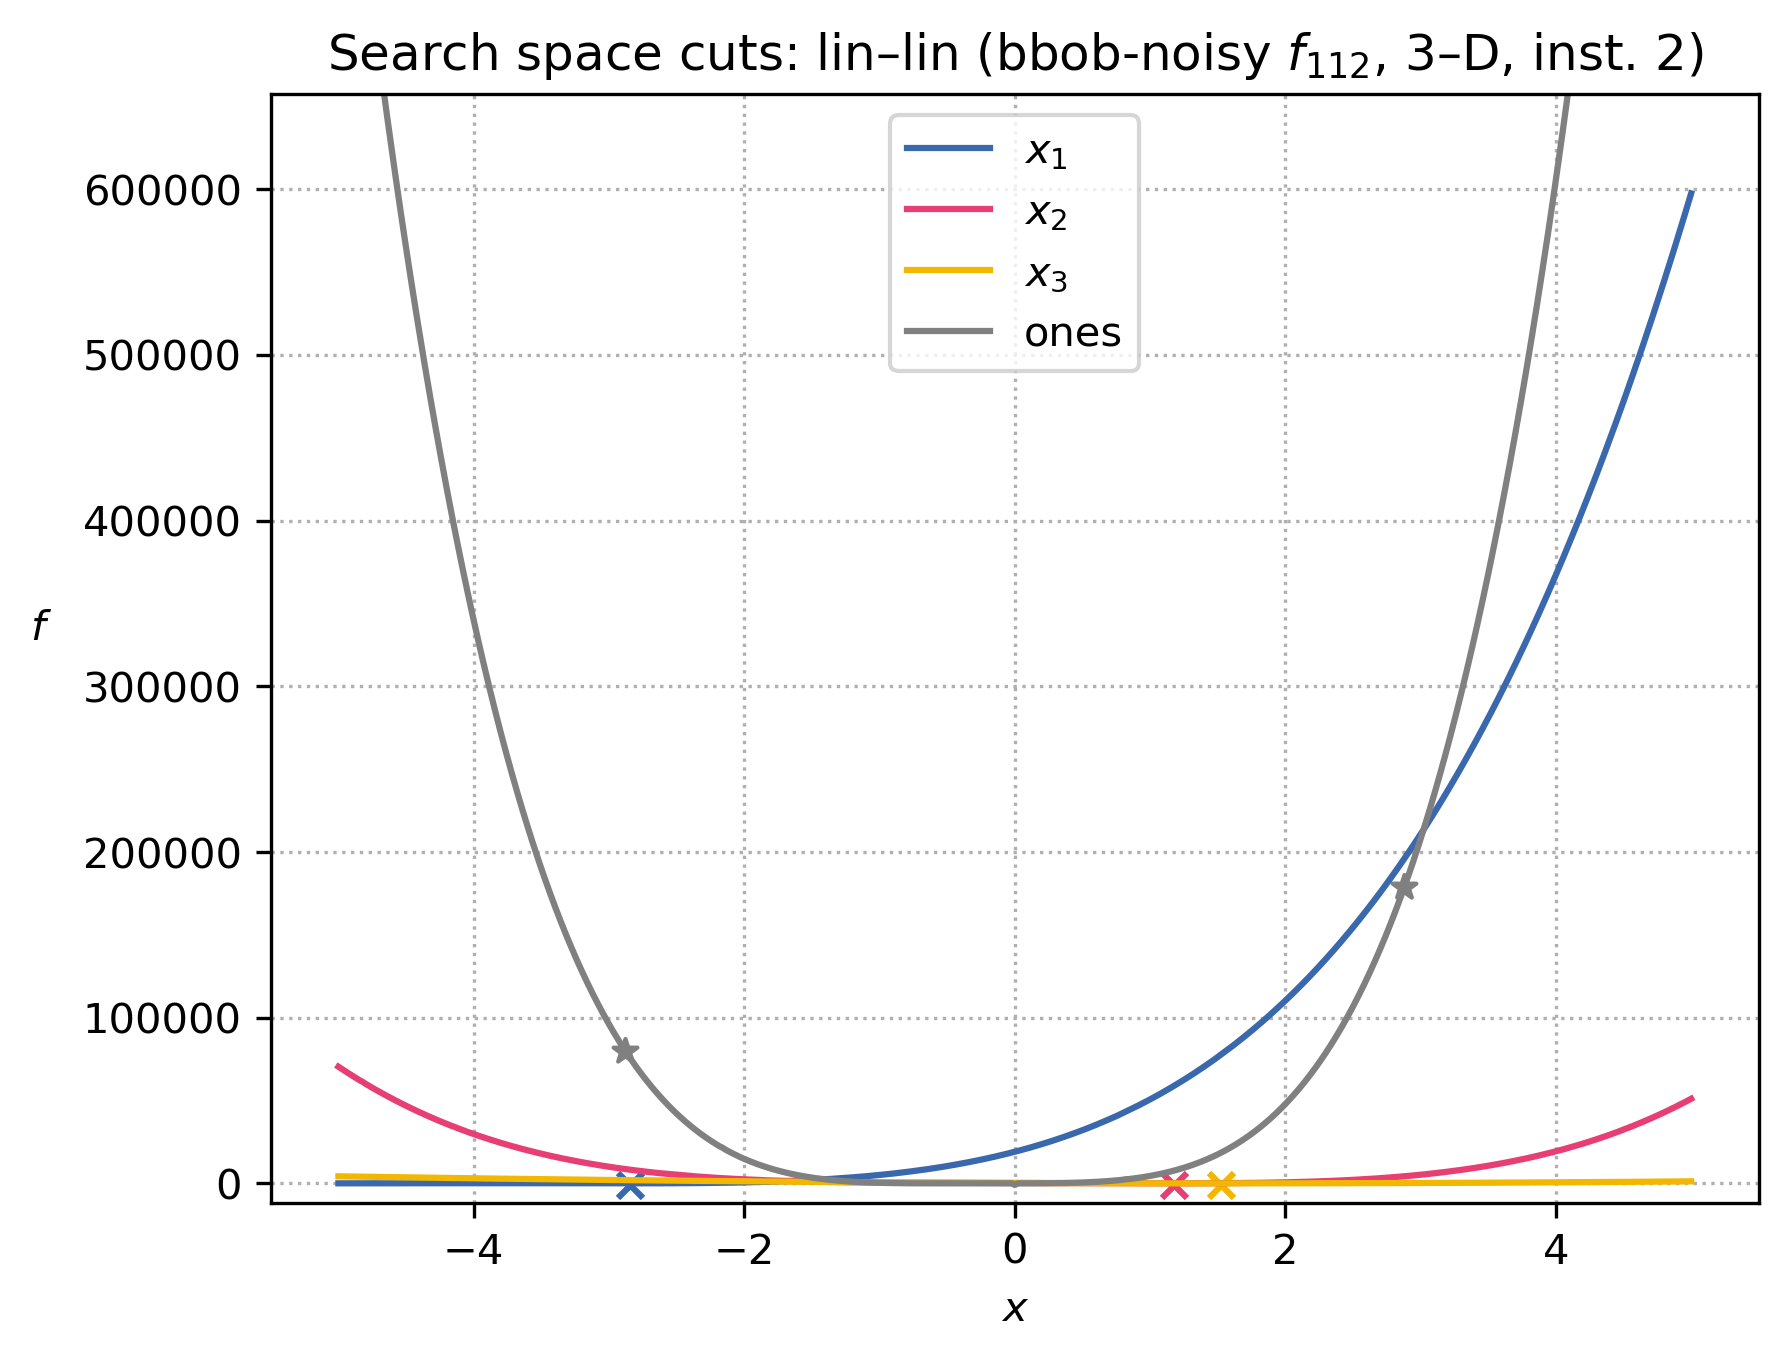 Search space cuts: lin–lin (bbob-noisy f₁₁₂, 3–D, inst. 2)
x₁
x₂
x₃
ones
600000
500000
400000
300000
200000
100000
0
f
−4 −2 0 2 4
x